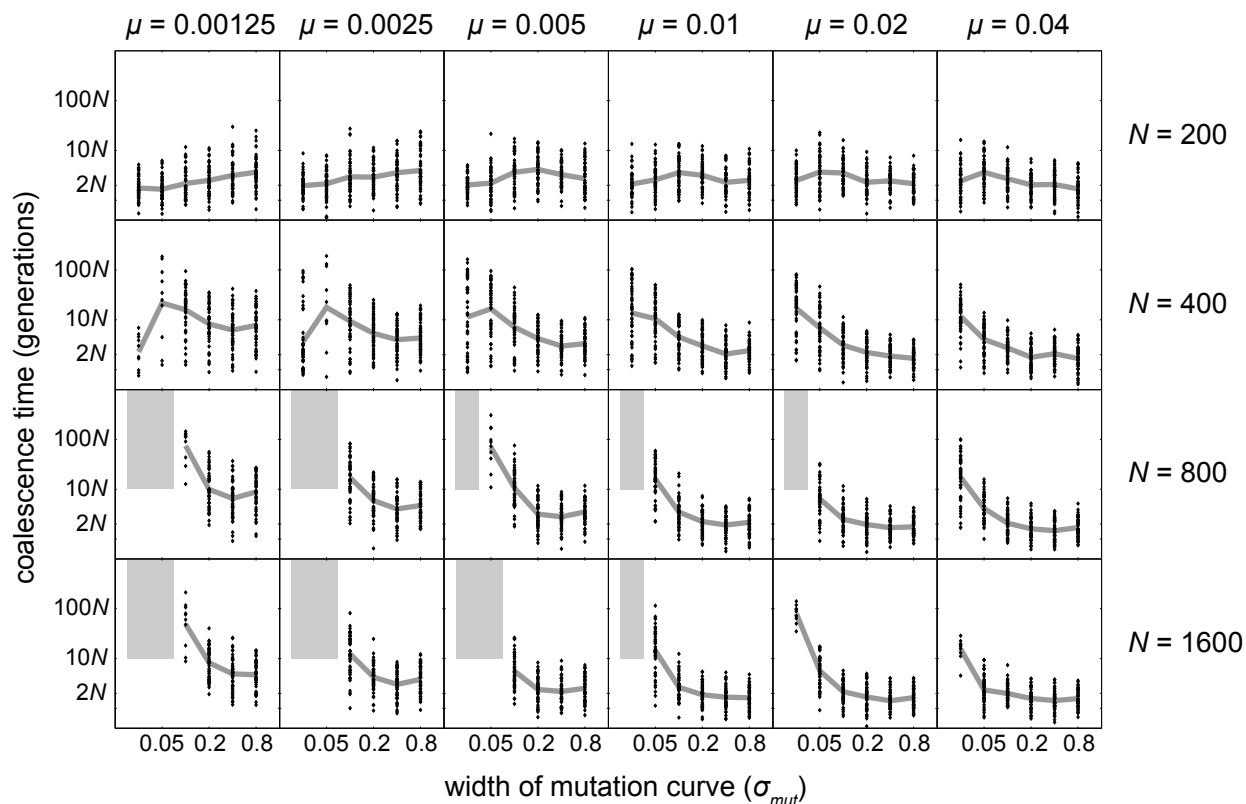 μ = 0.00125 μ = 0.0025 μ = 0.005 μ = 0.01 μ = 0.02 μ = 0.04
coalescence time (generations)
100N
10N
2N
N = 200
100N
10N
2N
N = 400
100N
10N
2N
N = 800
100N
10N
2N
N = 1600
0.05 0.2 0.8 0.05 0.2 0.8 0.05 0.2 0.8 0.05 0.2 0.8 0.05 0.2 0.8 0.05 0.2 0.8
width of mutation curve (σmut)